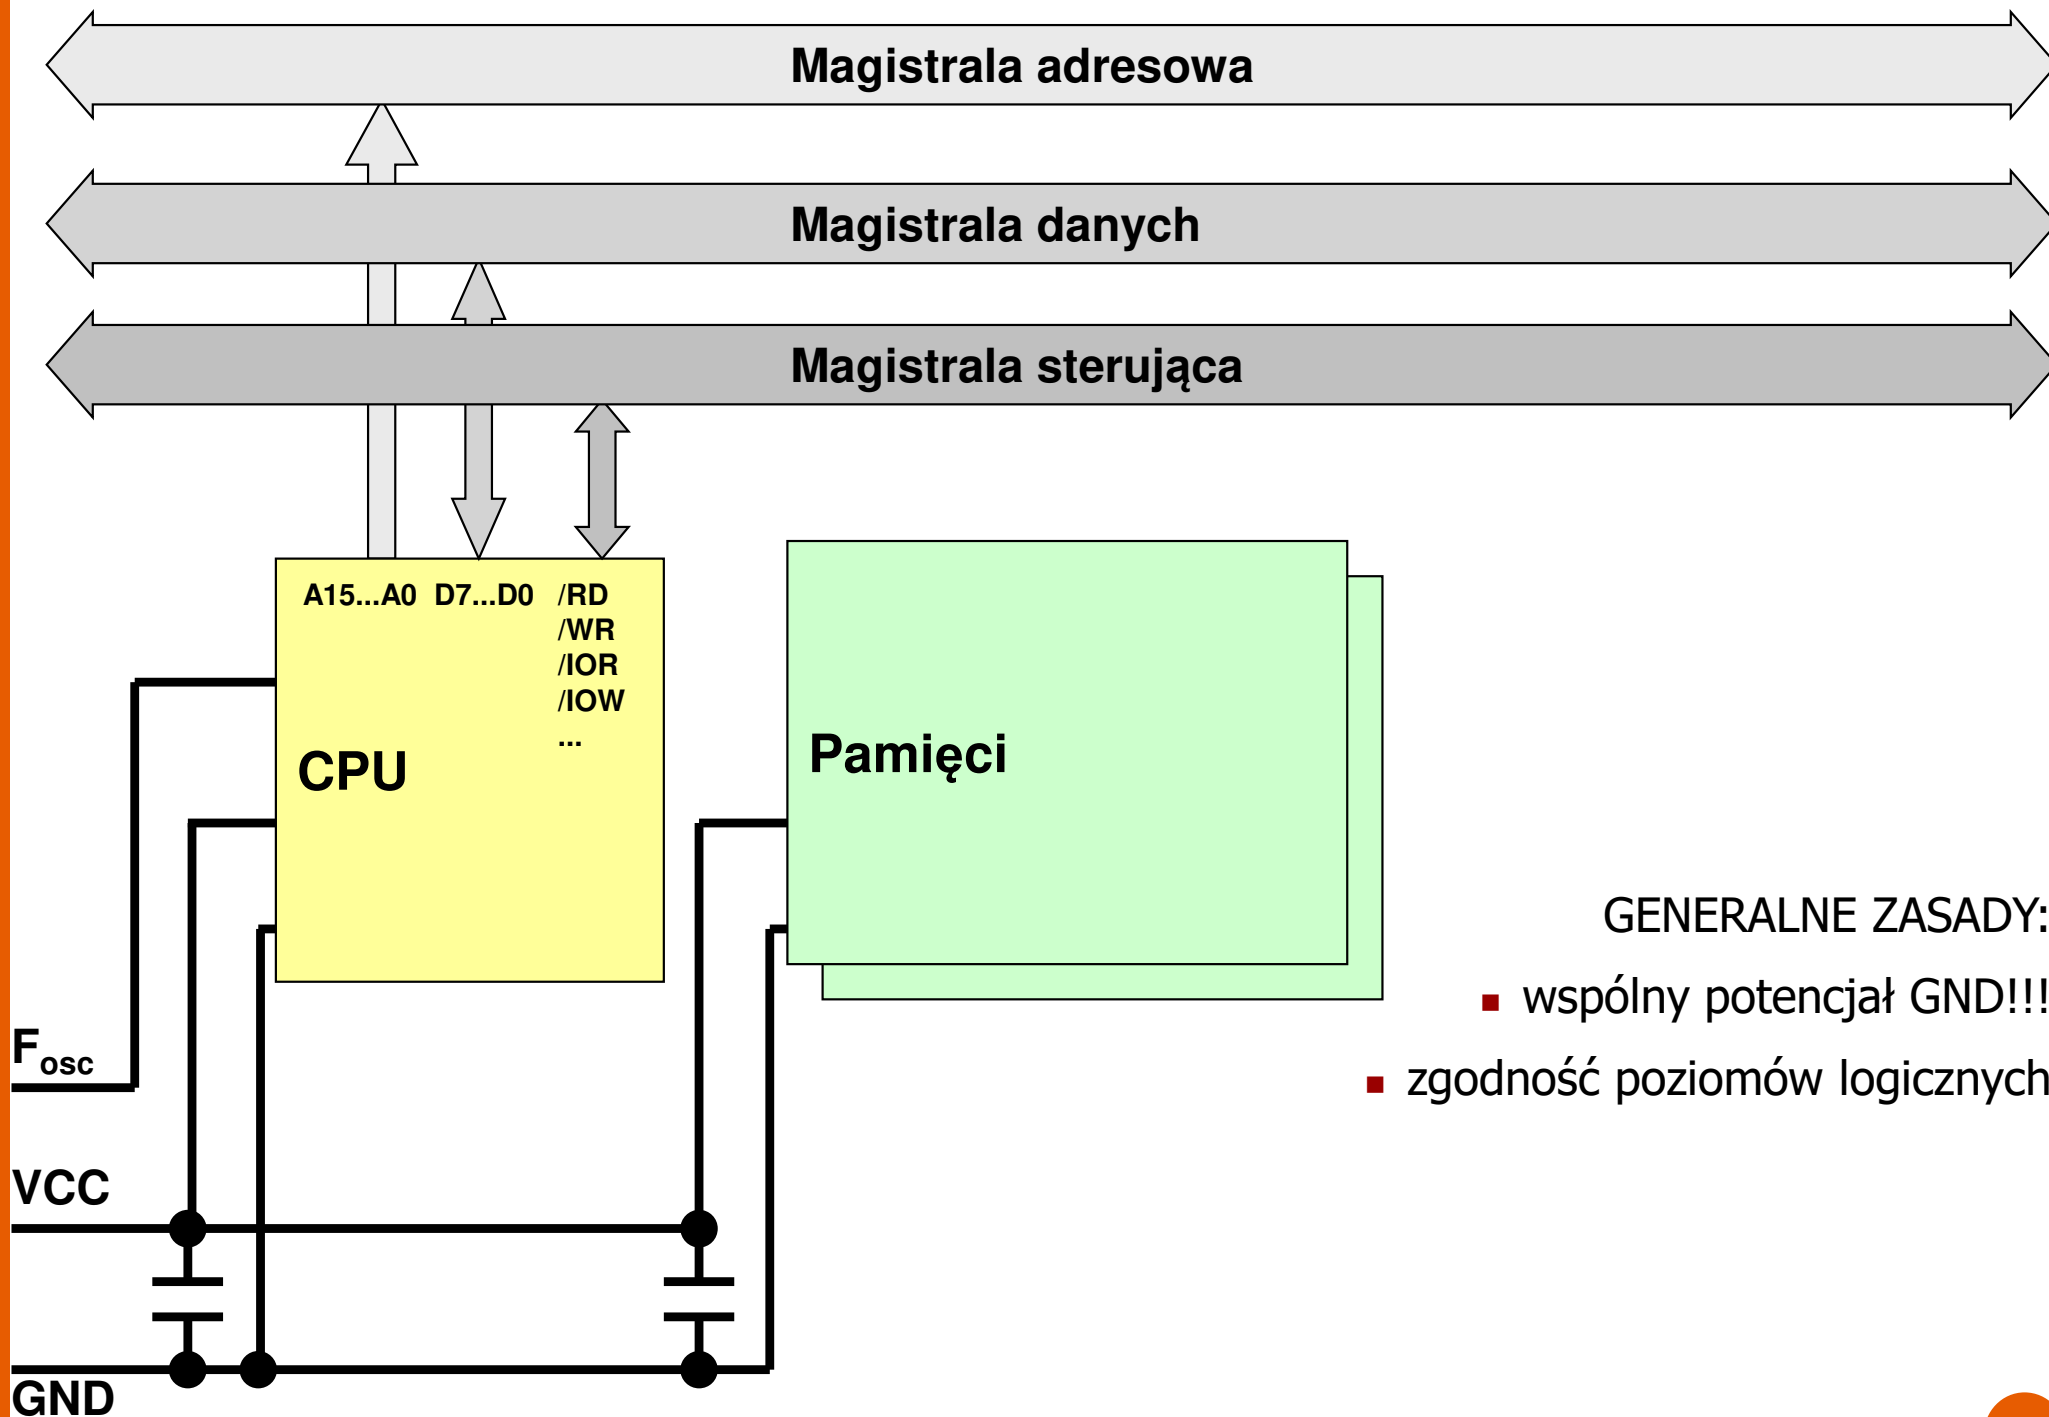 Magistrala adresowa
Magistrala danych
Magistrala sterująca
A15...A0 D7...D0 /RD
/WR
/IOR
/IOW
...
CPU
Pamięci
GENERALNE ZASADY:
▪ wspólny potencjał GND!!!
▪ zgodność poziomów logicznych
Fosc
VCC
GND